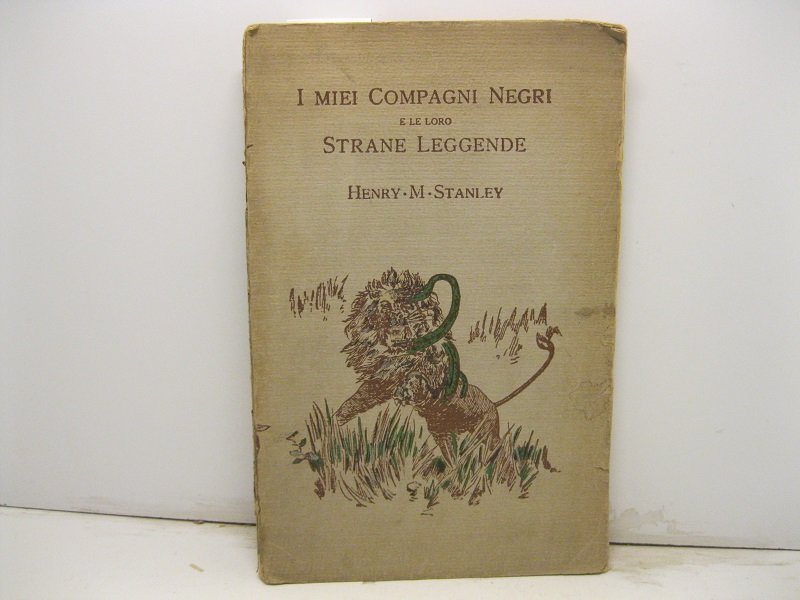 I MIEI COMPAGNI NEGRI
E LE LORO
STRANE LEGGENDE
HENRY·M·STANLEY